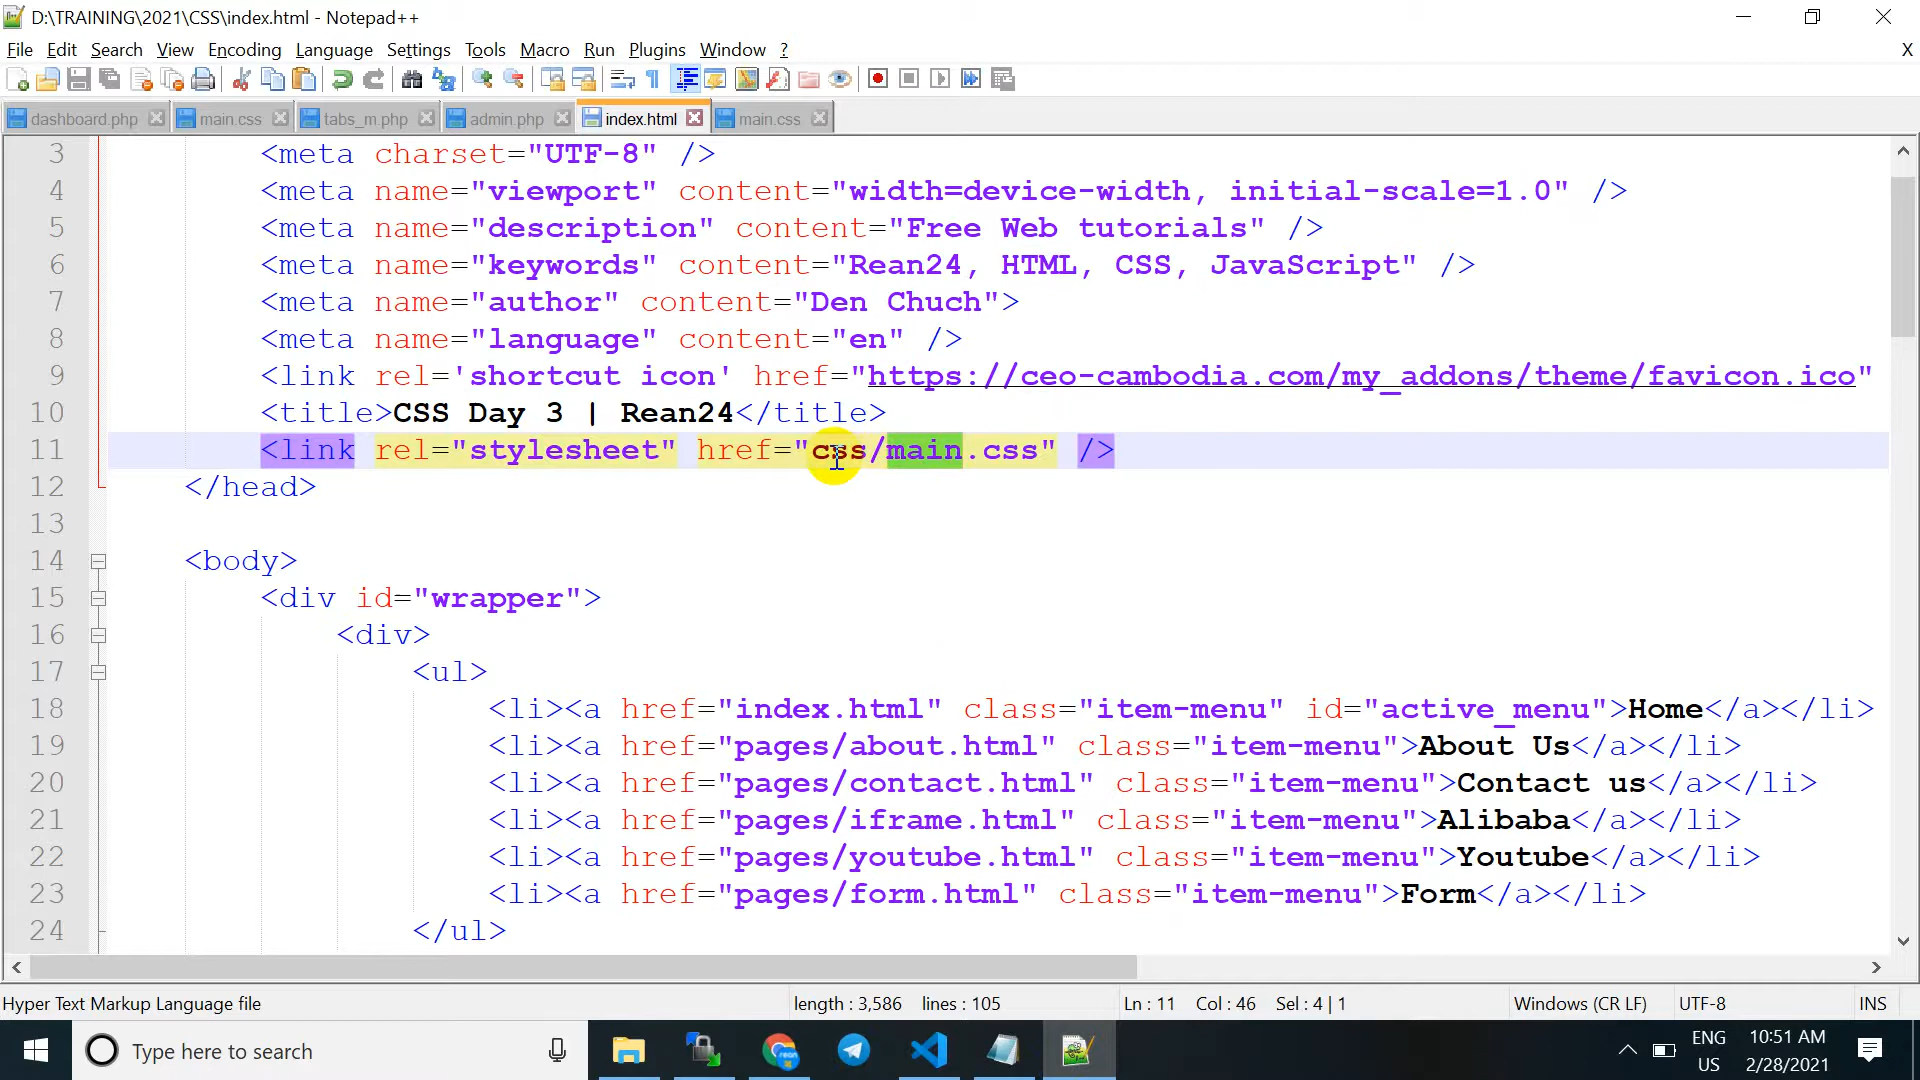 D:\TRAINING\2021\CSS\index.html - Notepad++
File Edit Search View Encoding Language Settings Tools Macro Run Plugins Window ? X
dashboard.php main.css tabs_m.php admin.php index.html main.css
3 <meta charset="UTF-8" />
4 <meta name="viewport" content="width=device-width, initial-scale=1.0" />
5 <meta name="description" content="Free Web tutorials" />
6 <meta name="keywords" content="Rean24, HTML, CSS, JavaScript" />
7 <meta name="author" content="Den Chuch">
8 <meta name="language" content="en" />
9 <link rel='shortcut icon' href="https://ceo-cambodia.com/my_addons/theme/favicon.ico"
10 <title>CSS Day 3 | Rean24</title>
11 <link rel="stylesheet" href="css/main.css" />
12 </head>
13
14 <body>
15 <div id="wrapper">
16 <div>
17 <ul>
18 <li><a href="index.html" class="item-menu" id="active_menu">Home</a></li>
19 <li><a href="pages/about.html" class="item-menu">About Us</a></li>
20 <li><a href="pages/contact.html" class="item-menu">Contact us</a></li>
21 <li><a href="pages/iframe.html" class="item-menu">Alibaba</a></li>
22 <li><a href="pages/youtube.html" class="item-menu">Youtube</a></li>
23 <li><a href="pages/form.html" class="item-menu">Form</a></li>
24 </ul>
Hyper Text Markup Language file length : 3,586 lines : 105 Ln : 11 Col : 46 Sel : 4 | 1 Windows (CR LF) UTF-8 INS
Type here to search
ENG 10:51 AM
US 2/28/2021